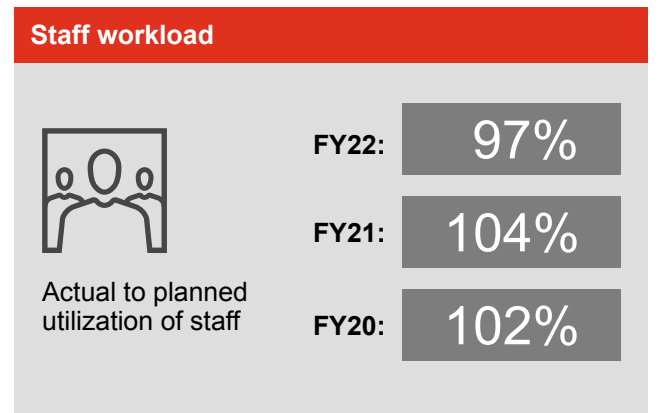 Staff workload
FY22: 97%
FY21: 104%
Actual to planned
utilization of staff
FY20: 102%